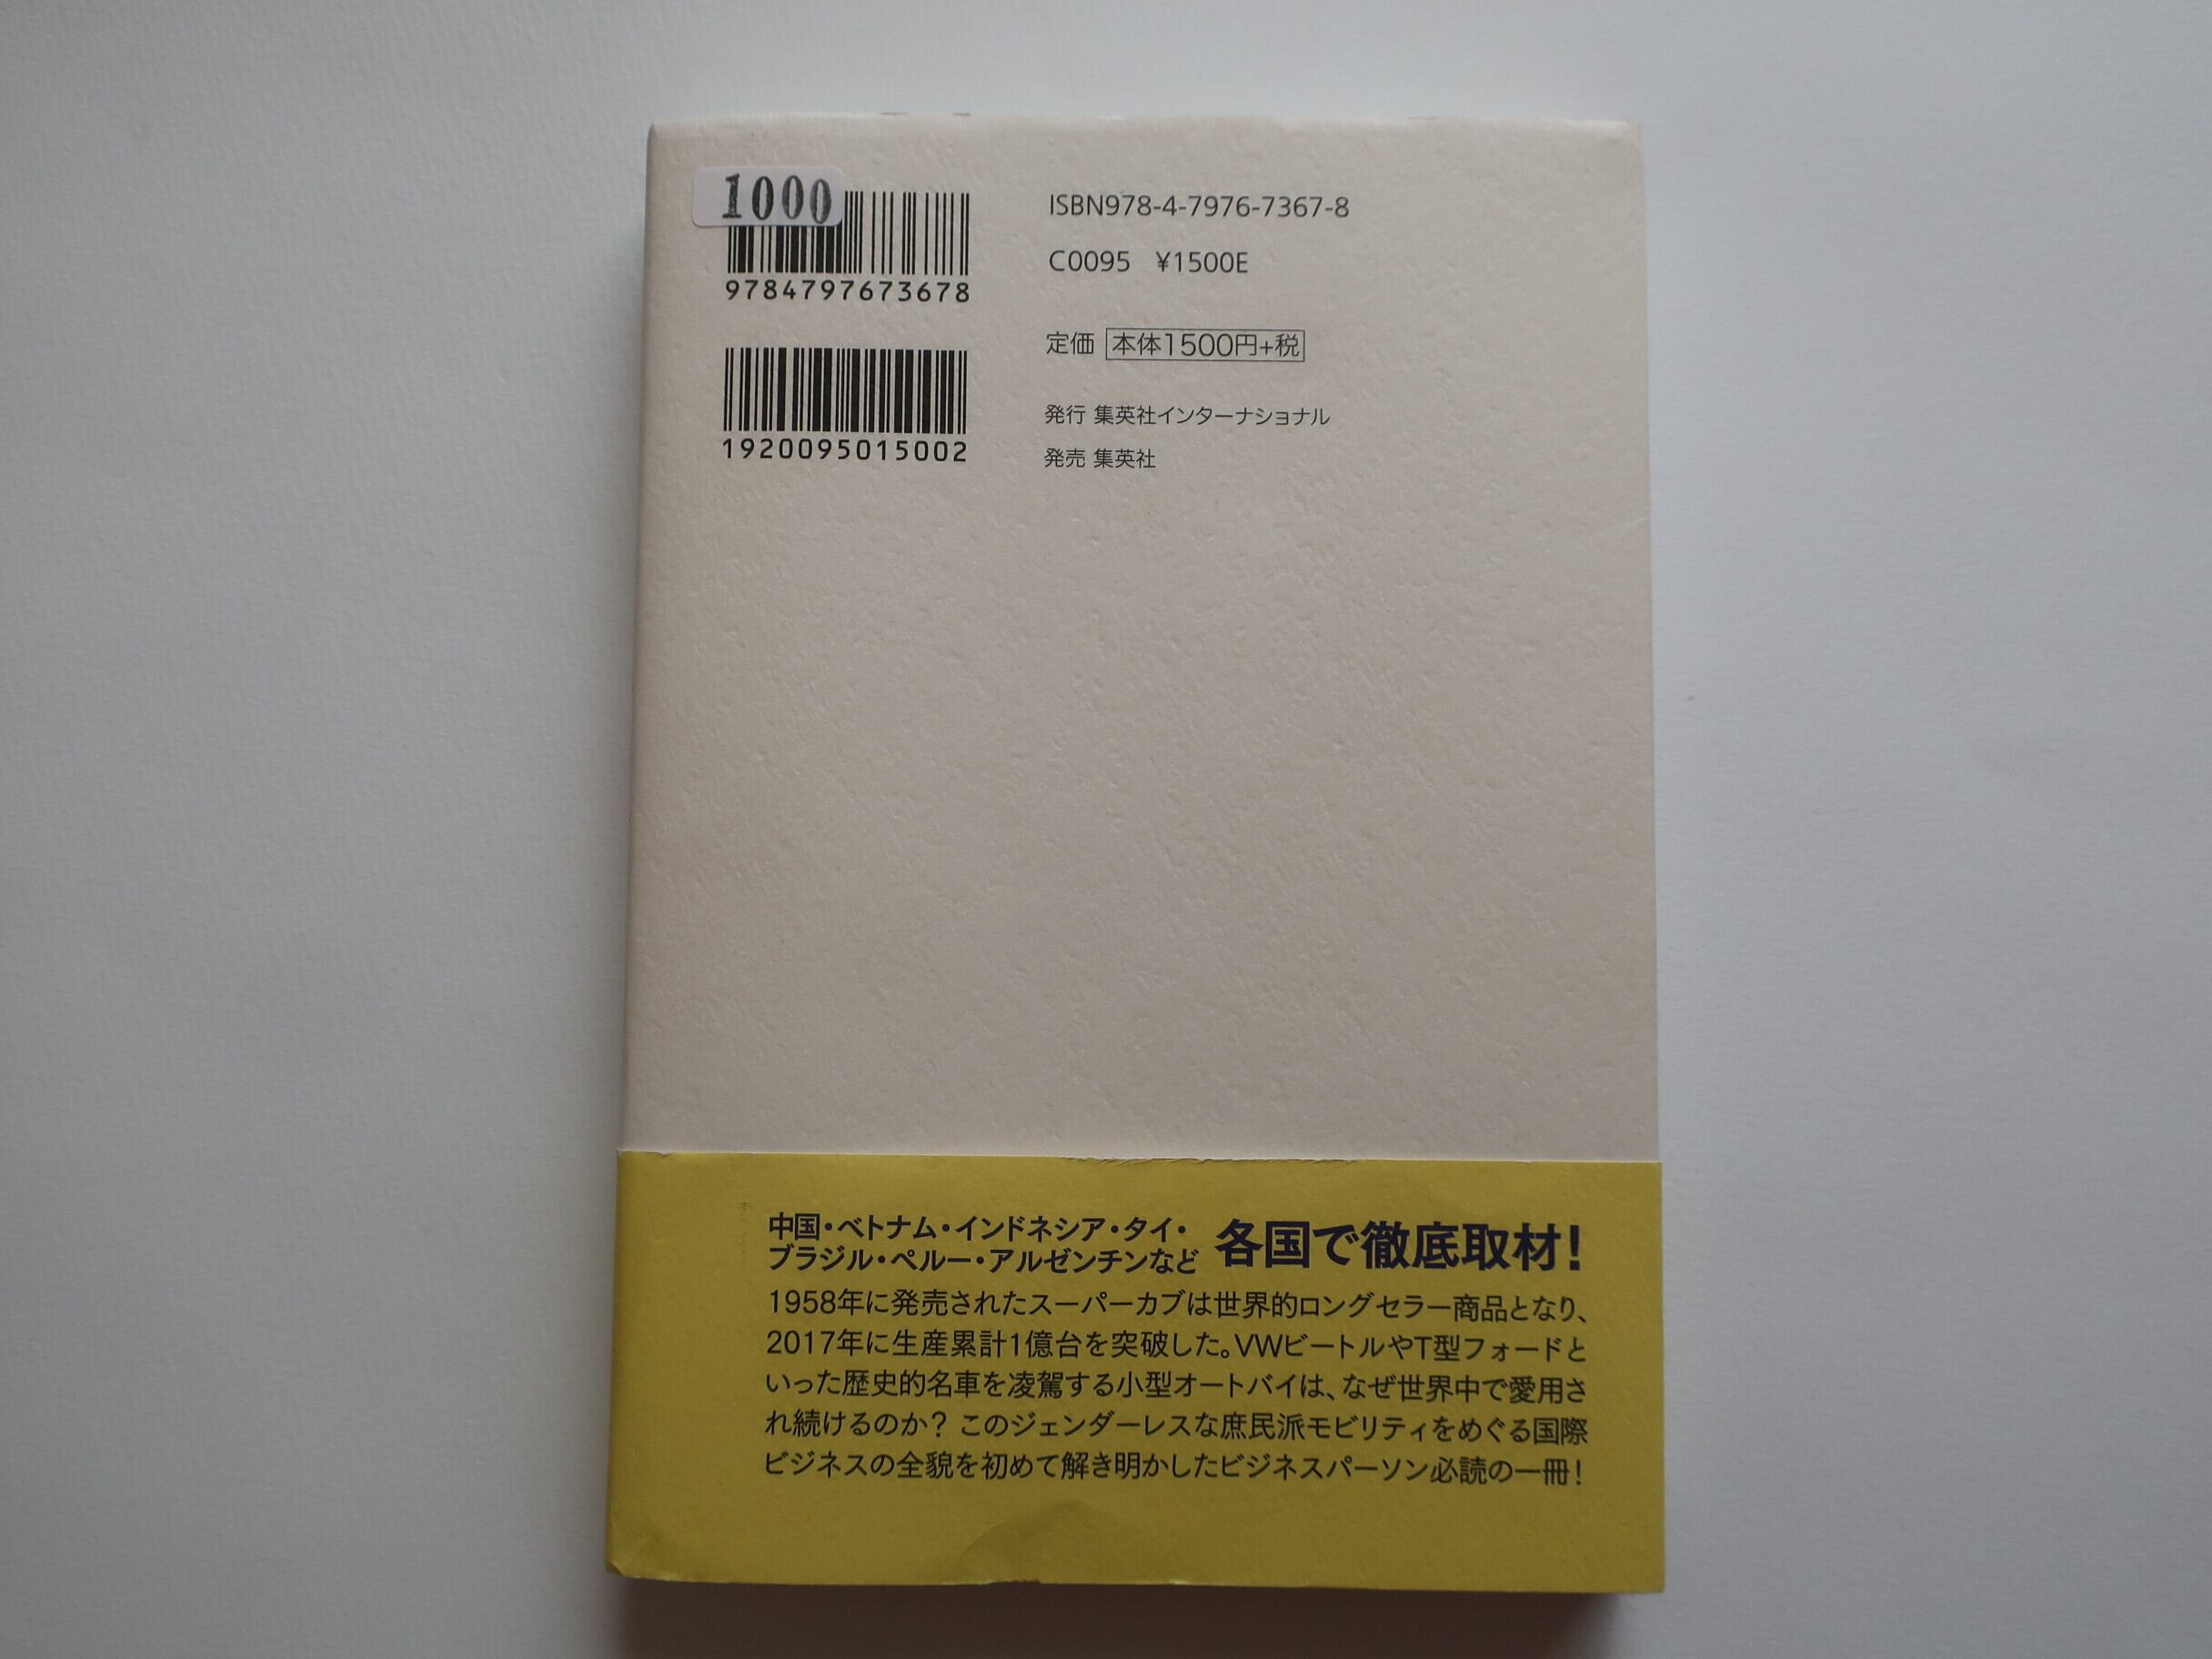 1000
9784797673678
1920095015002
ISBN978-4-7976-7367-8
C0095 ¥1500E
定価 本体1500円+税
発行 集英社インターナショナル
発売 集英社
中国・ベトナム・インドネシア・タイ・
ブラジル・ペルー・アルゼンチンなど
各国で徹底取材!
1958年に発売されたスーパーカブは世界的ロングセラー商品となり、
2017年に生産累計1億台を突破した。VWビートルやT型フォードと
いった歴史的名車を凌駕する小型オートバイは、なぜ世界中で愛用さ
れ続けるのか? このジェンダーレスな庶民派モビリティをめぐる国際
ビジネスの全貌を初めて解き明かしたビジネスパーソン必読の一冊!